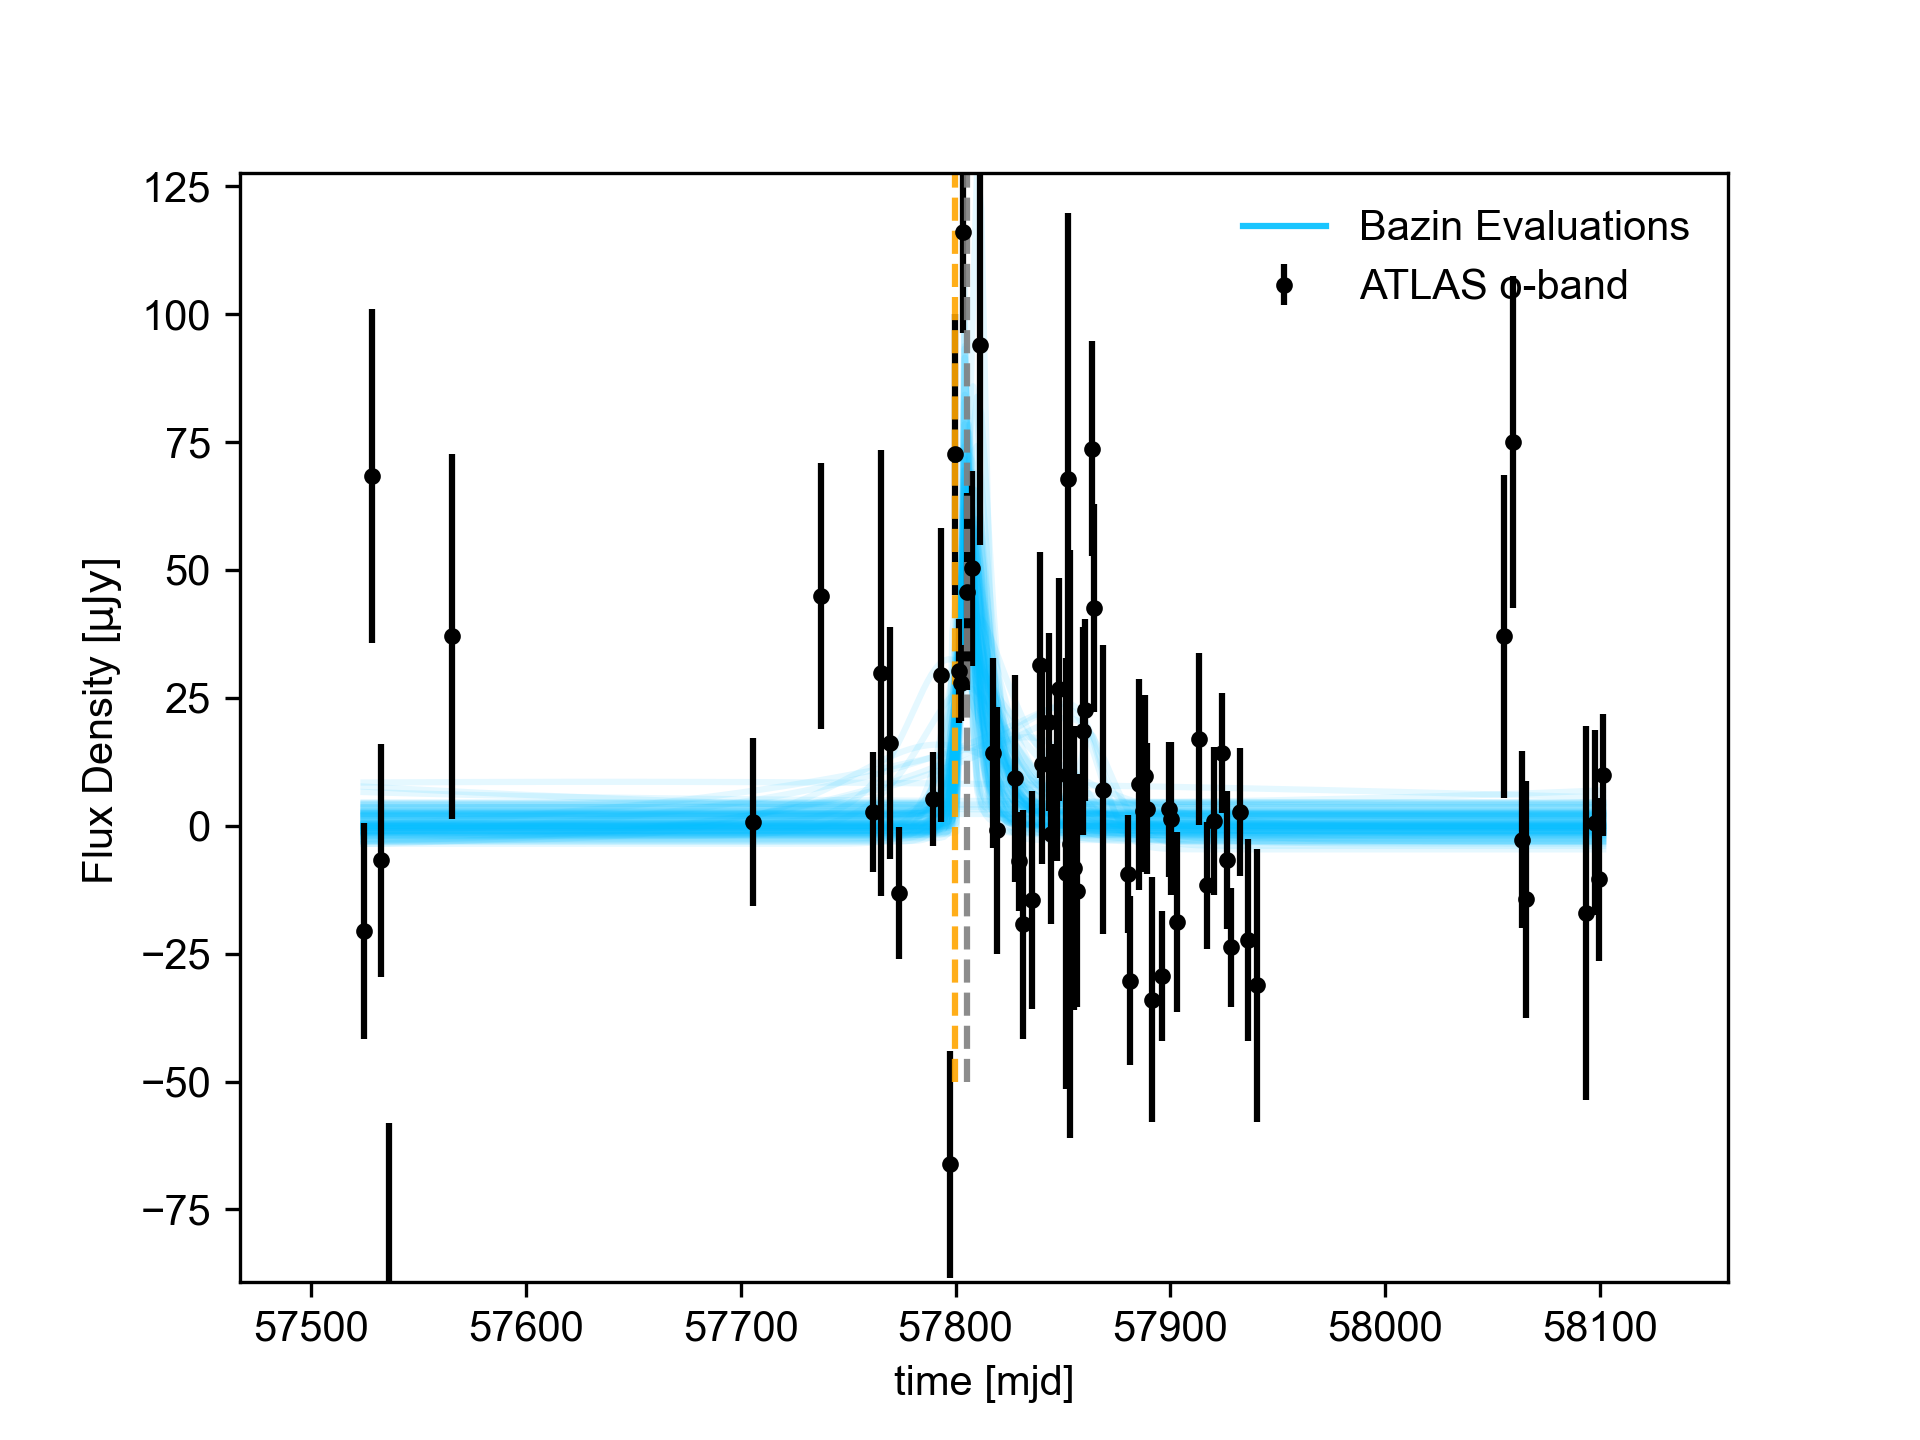 125
100
75
50
25
0
−25
−50
−75
Flux Density [µJy]
Bazin Evaluations
ATLAS o-band
57500 57600 57700 57800 57900 58000 58100
time [mjd]